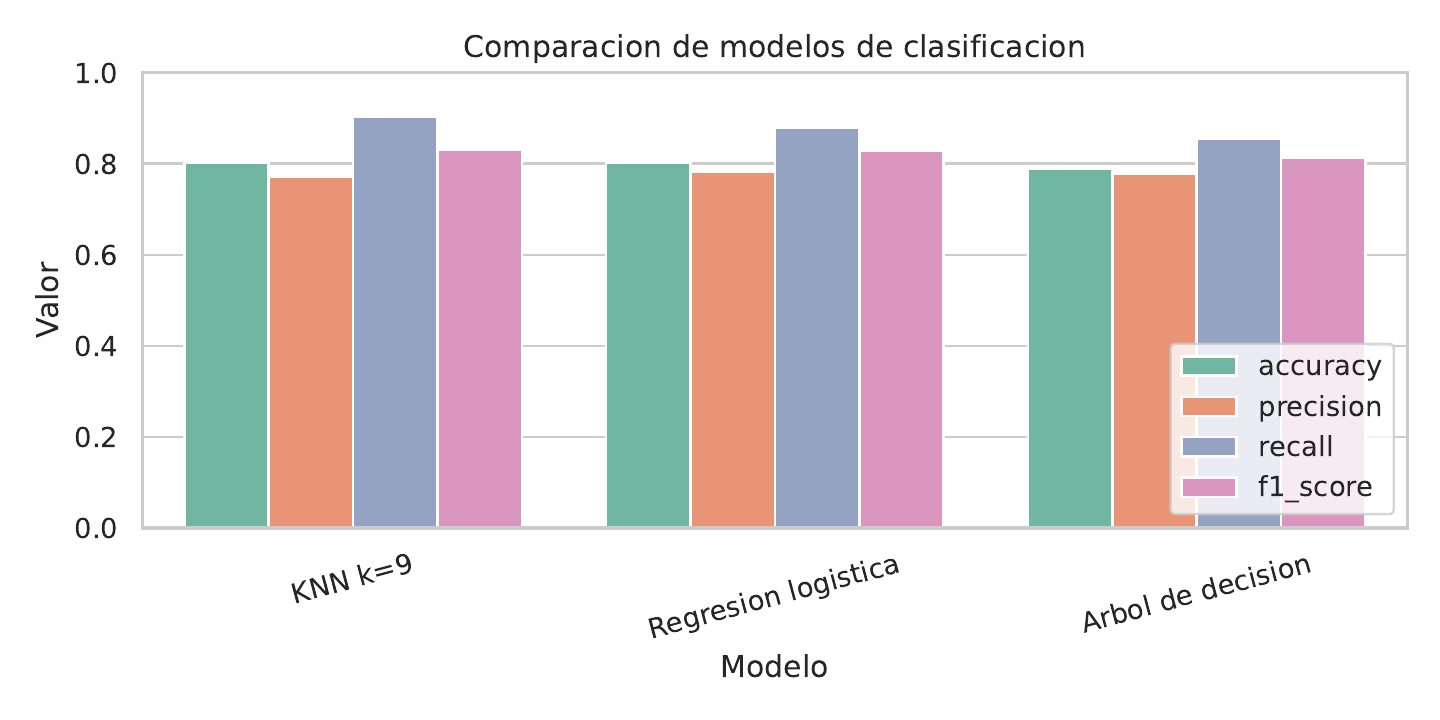 Comparacion de modelos de clasificacion
1.0
0.8
0.6
0.4
0.2
0.0
Valor
accuracy
precision
recall
f1_score
KNN k=9
Regresion logistica
Arbol de decision
Modelo